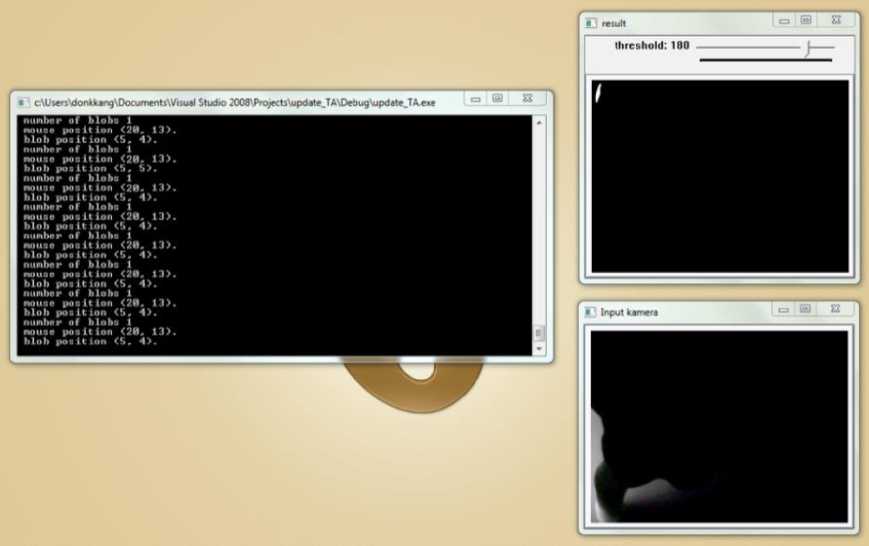 c:\Users\donkkang\Documents\Visual Studio 2008\Projects\update_TA\Debug\update_TA.exe
number of blobs 1
mouse position <20, 13>.
blob position <5, 4>.
number of blobs 1
mouse position <20, 13>.
blob position <5, 5>.
number of blobs 1
mouse position <20, 13>.
blob position <5, 4>.
number of blobs 1
mouse position <20, 13>.
blob position <5, 4>.
number of blobs 1
mouse position <20, 13>.
blob position <5, 4>.
number of blobs 1
mouse position <20, 13>.
blob position <5, 4>.
number of blobs 1
mouse position <20, 13>.
blob position <5, 4>.
number of blobs 1
mouse position <20, 13>.
blob position <5, 4>.
result
threshold: 180
Input kamera